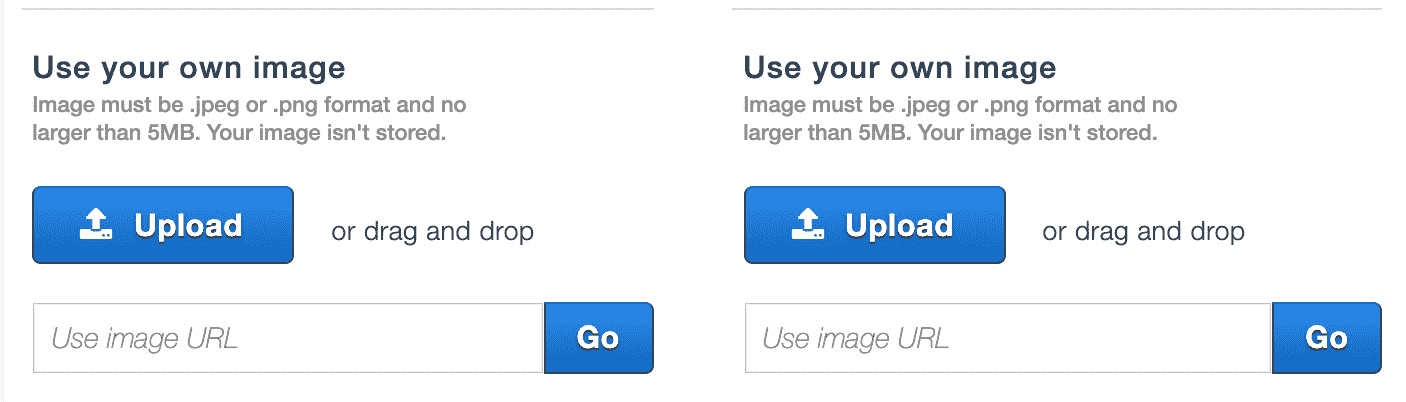 Use your own image
Image must be .jpeg or .png format and no
larger than 5MB. Your image isn't stored.
Upload
or drag and drop
Use image URL
Go
Use your own image
Image must be .jpeg or .png format and no
larger than 5MB. Your image isn't stored.
Upload
or drag and drop
Use image URL
Go